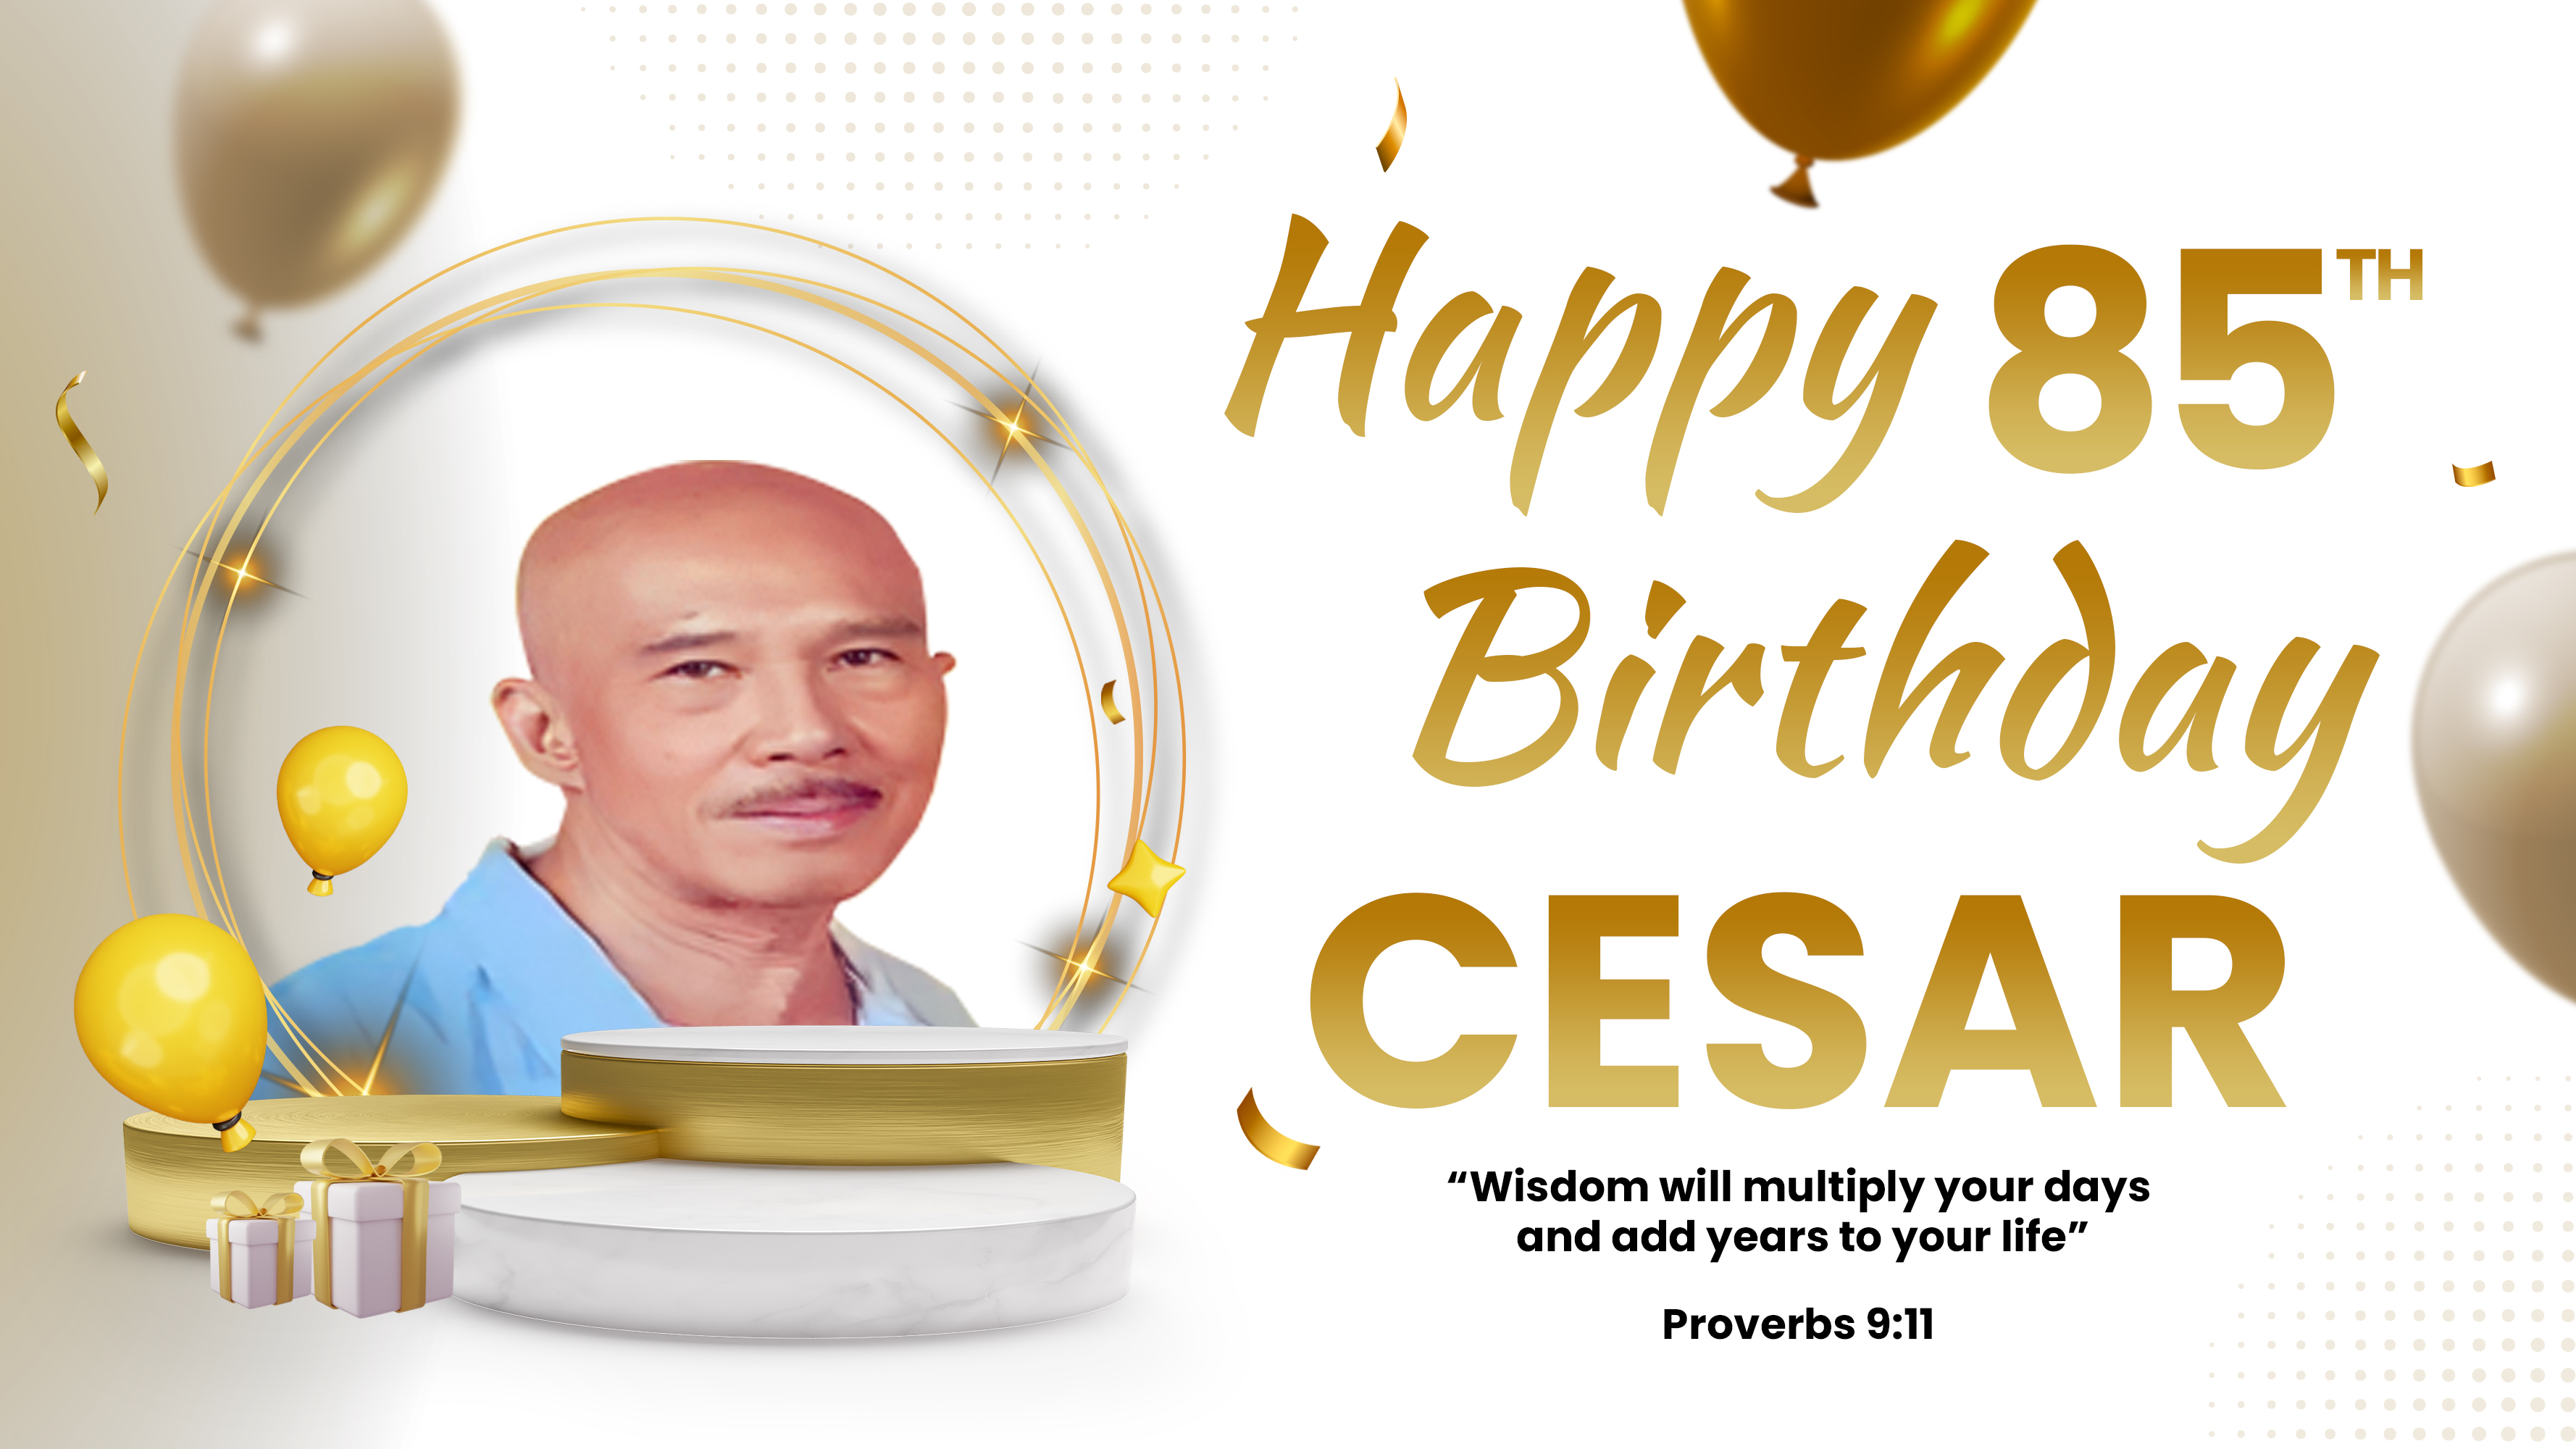 Happy 85TH
Birthday
CESAR
“Wisdom will multiply your days
and add years to your life”
Proverbs 9:11